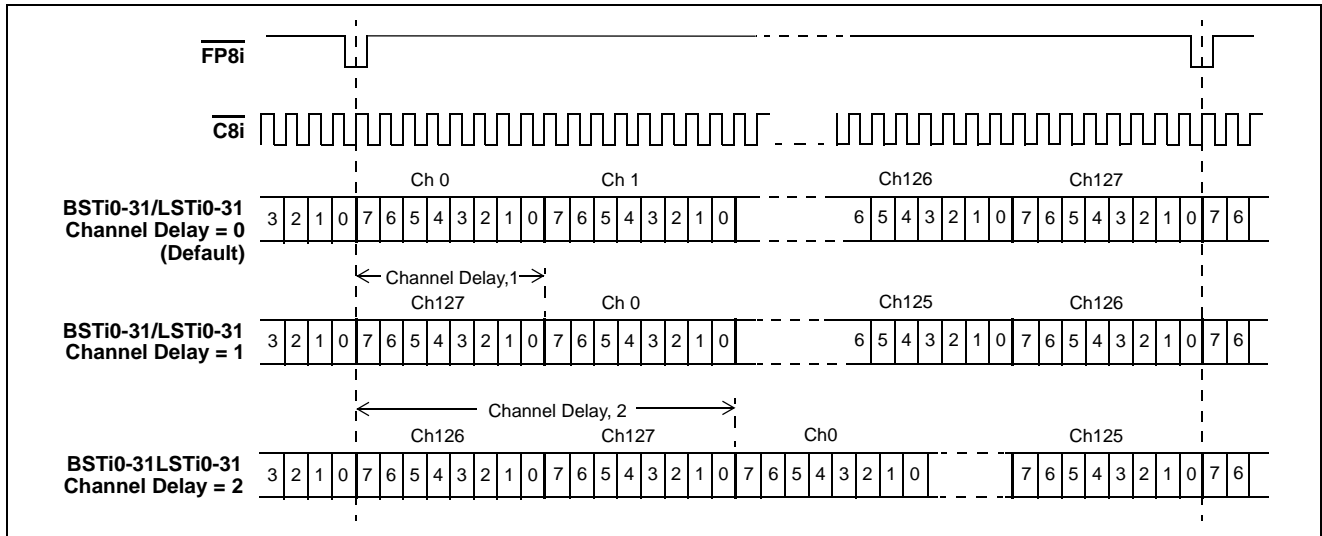 FP8i
C8i
Ch 0 Ch 1 Ch126 Ch127
BSTi0-31/LSTi0-31
Channel Delay = 0
(Default)
3 2 1 0 7 6 5 4 3 2 1 0 7 6 5 4 3 2 1 0 6 5 4 3 2 1 0 7 6 5 4 3 2 1 0 7 6
Channel Delay,1
Ch127 Ch 0 Ch125 Ch126
BSTi0-31/LSTi0-31
Channel Delay = 1
3 2 1 0 7 6 5 4 3 2 1 0 7 6 5 4 3 2 1 0 6 5 4 3 2 1 0 7 6 5 4 3 2 1 0 7 6
Channel Delay, 2
Ch126 Ch127 Ch0 Ch125
BSTi0-31LSTi0-31
Channel Delay = 2
3 2 1 0 7 6 5 4 3 2 1 0 7 6 5 4 3 2 1 0 7 6 5 4 3 2 1 0 7 6 5 4 3 2 1 0 7 6